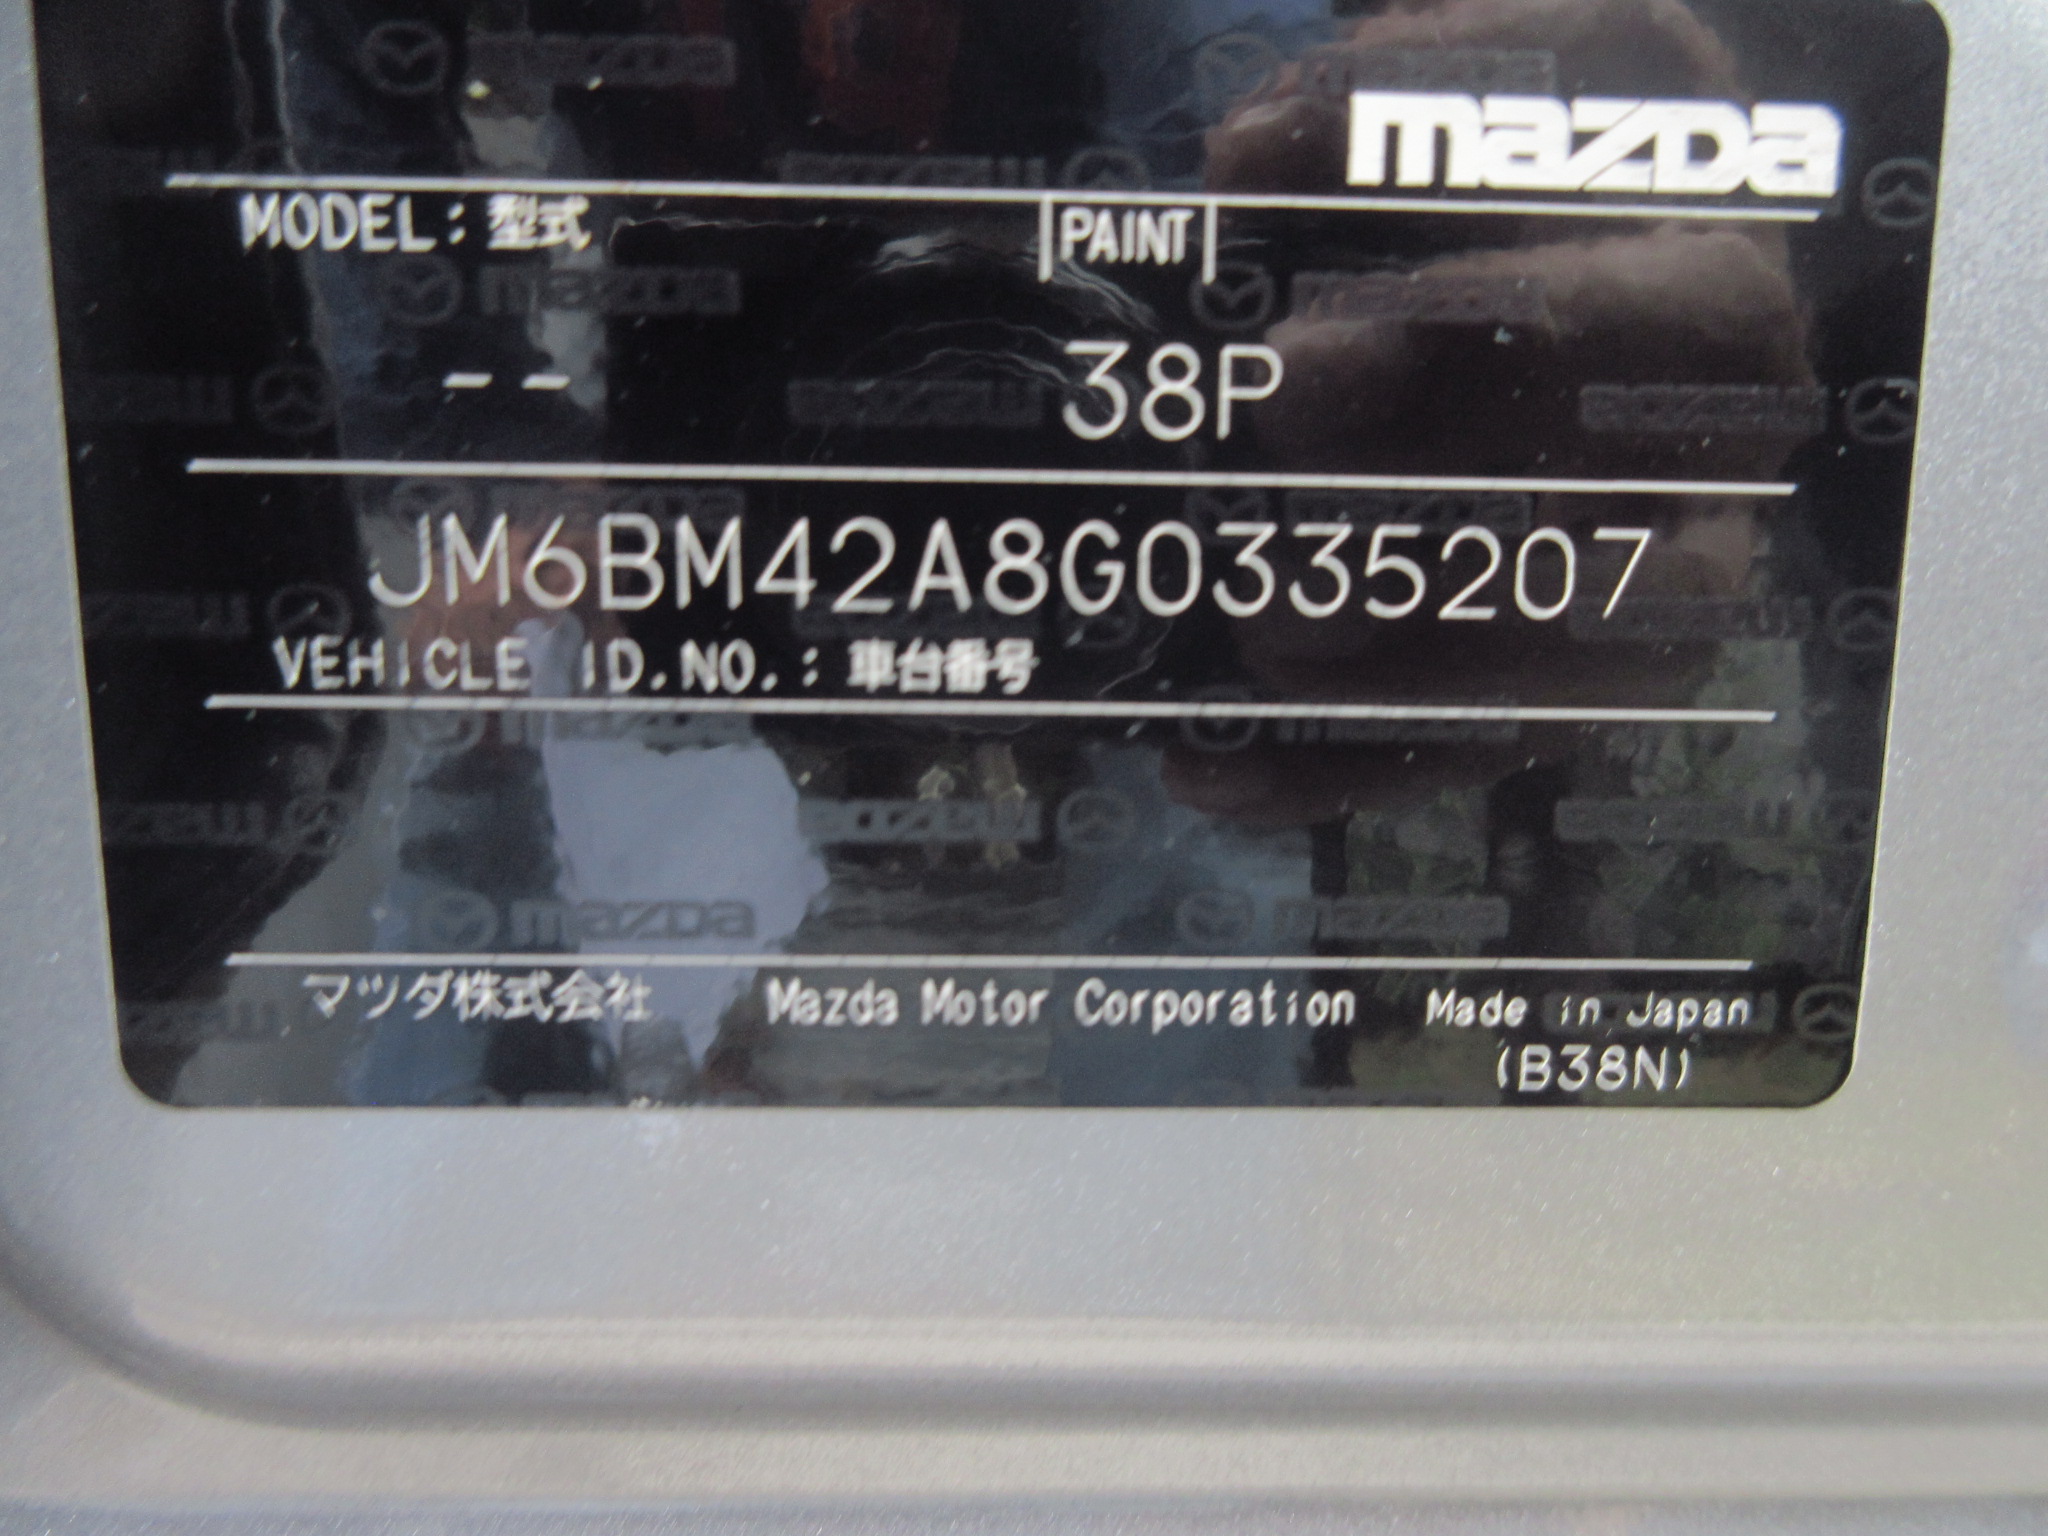 mazda
MODEL: 型式 PAINT
-- 38P
JM6BM42A8G0335207
VEHICLE ID.NO.: 車台番号
マツダ株式会社 Mazda Motor Corporation Made in Japan
(B38N)